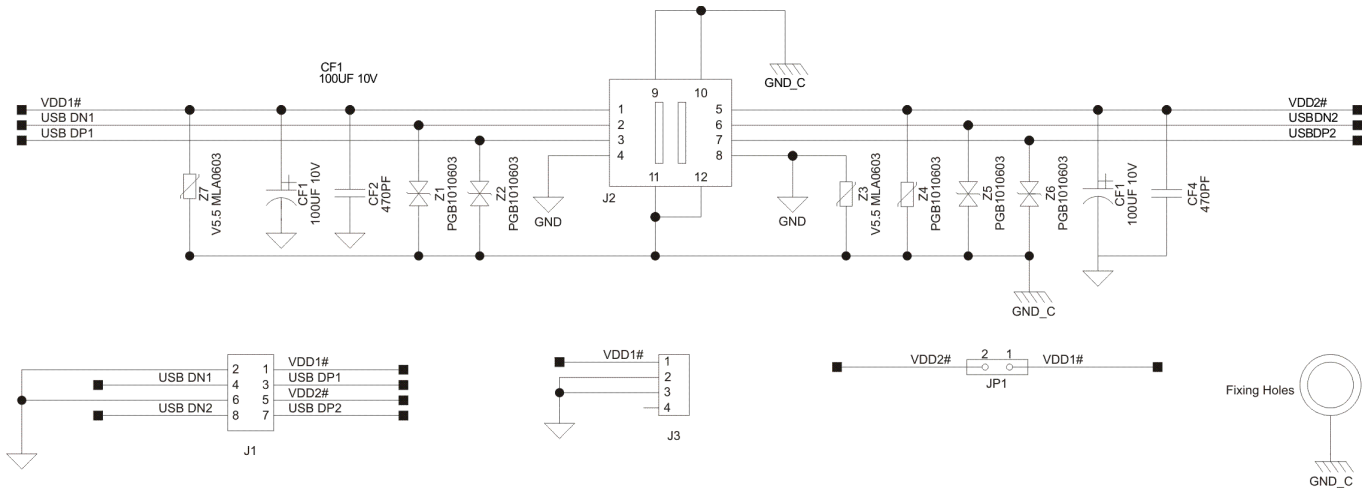 CF1
100UF 10V
GND_C
VDD1#
USB DN1
USB DP1
9
10
1
2
3
4
5
6
7
8
11
12
J2
VDD2#
USBDN2
USBDP2
Z7
V5.5 MLA0603
CF1
100UF 10V
CF2
470PF
Z1
PGB1010603
Z2
PGB1010603
GND
GND
Z3
V5.5 MLA0603
Z4
PGB1010603
Z5
PGB1010603
Z6
PGB1010603
CF1
100UF 10V
CF4
470PF
GND_C
2 1 VDD1#
USB DN1 4 3 USB DP1
6 5 VDD2#
USB DN2 8 7 USB DP2
J1
VDD1# 1
2
3
4
J3
VDD2# 2 1 VDD1#
JP1
Fixing Holes
GND_C